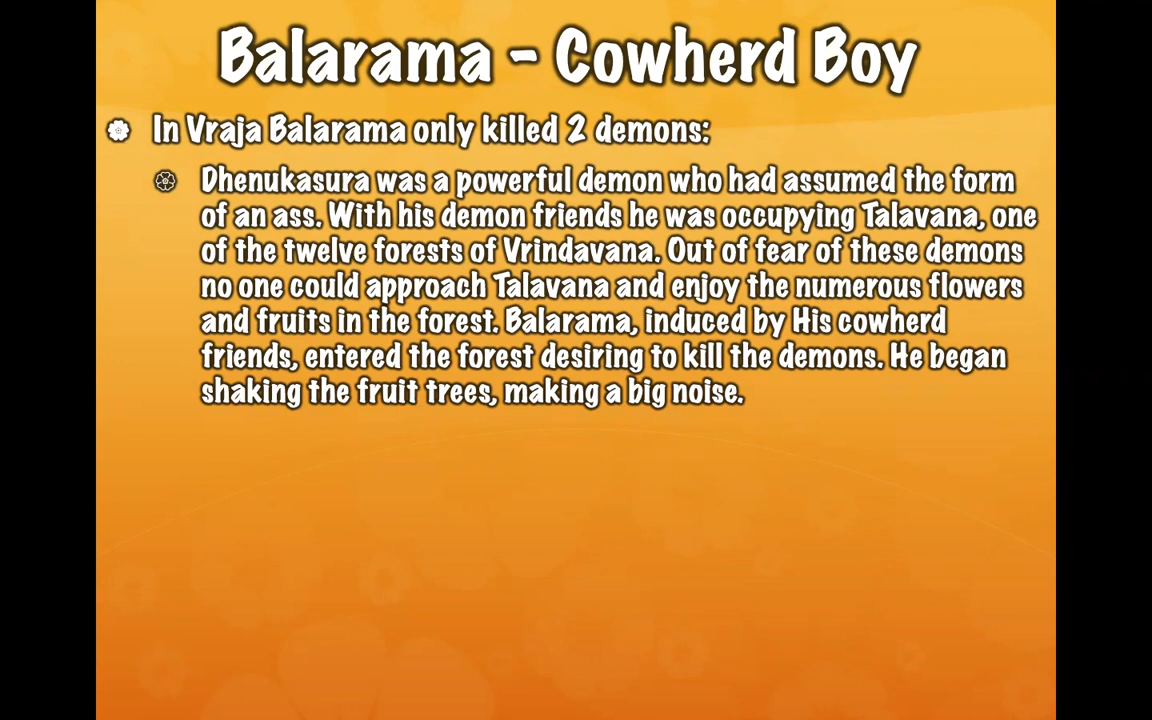 Balarama - Cowherd Boy
In Vraja Balarama only killed 2 demons:
Dhenukasura was a powerful demon who had assumed the form
of an ass. With his demon friends he was occupying Talavana, one
of the twelve forests of Vrindavana. Out of fear of these demons
no one could approach Talavana and enjoy the numerous flowers
and fruits in the forest. Balarama, induced by His cowherd
friends, entered the forest desiring to kill the demons. He began
shaking the fruit trees, making a big noise.